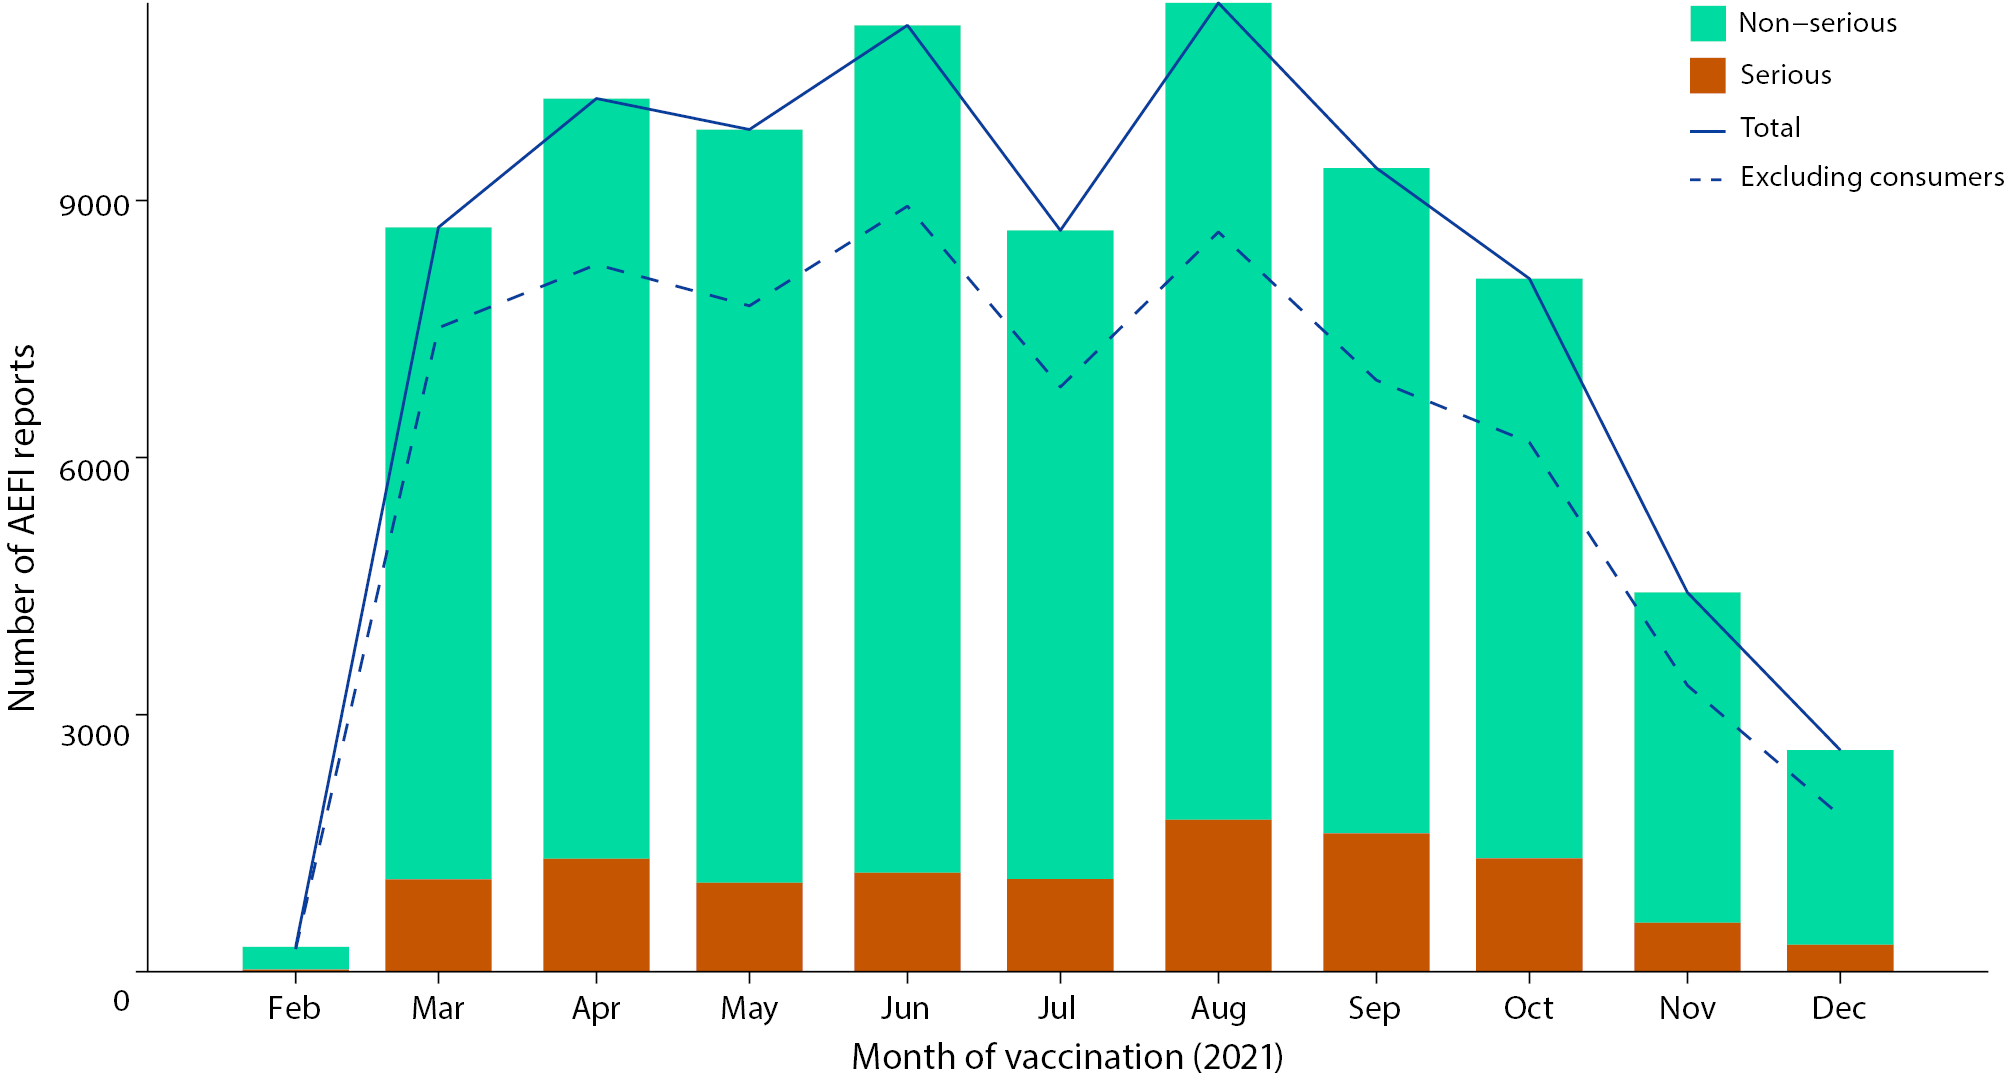 Non−serious
Serious
Total
Excluding consumers
Number of AEFI reports
9000
6000
3000
0
Feb Mar Apr May Jun Jul Aug Sep Oct Nov Dec
Month of vaccination (2021)